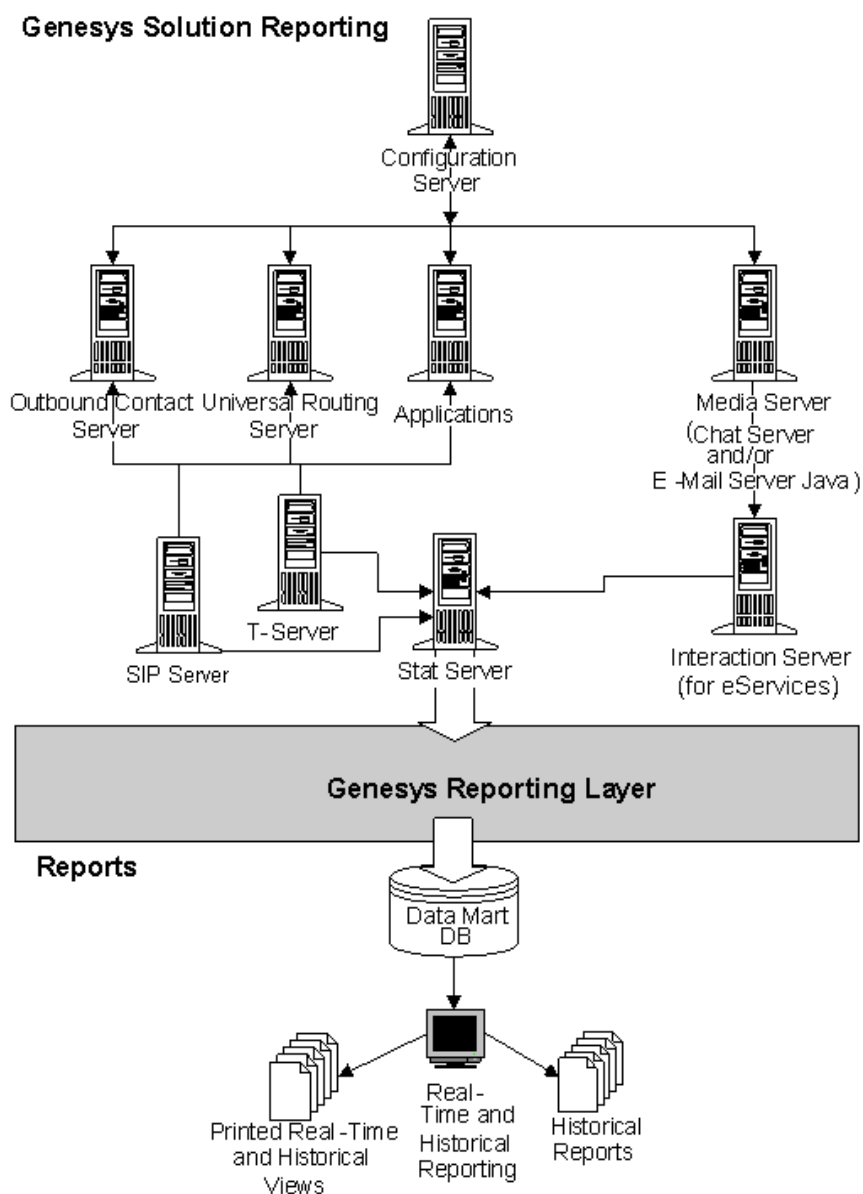 Genesys Solution Reporting
Configuration
Server
Outbound Contact
Server
Universal Routing
Server
Applications
Media Server
(Chat Server
and/or
E -Mail Server Java )
SIP Server
T- Server
Stat Server
Interaction Server
(for eServices)
Genesys Reporting Layer
Reports
Data Mart
DB
Printed Real -Time
and Historical
Views
Real -
Time and
Historical
Reporting
Historical
Reports